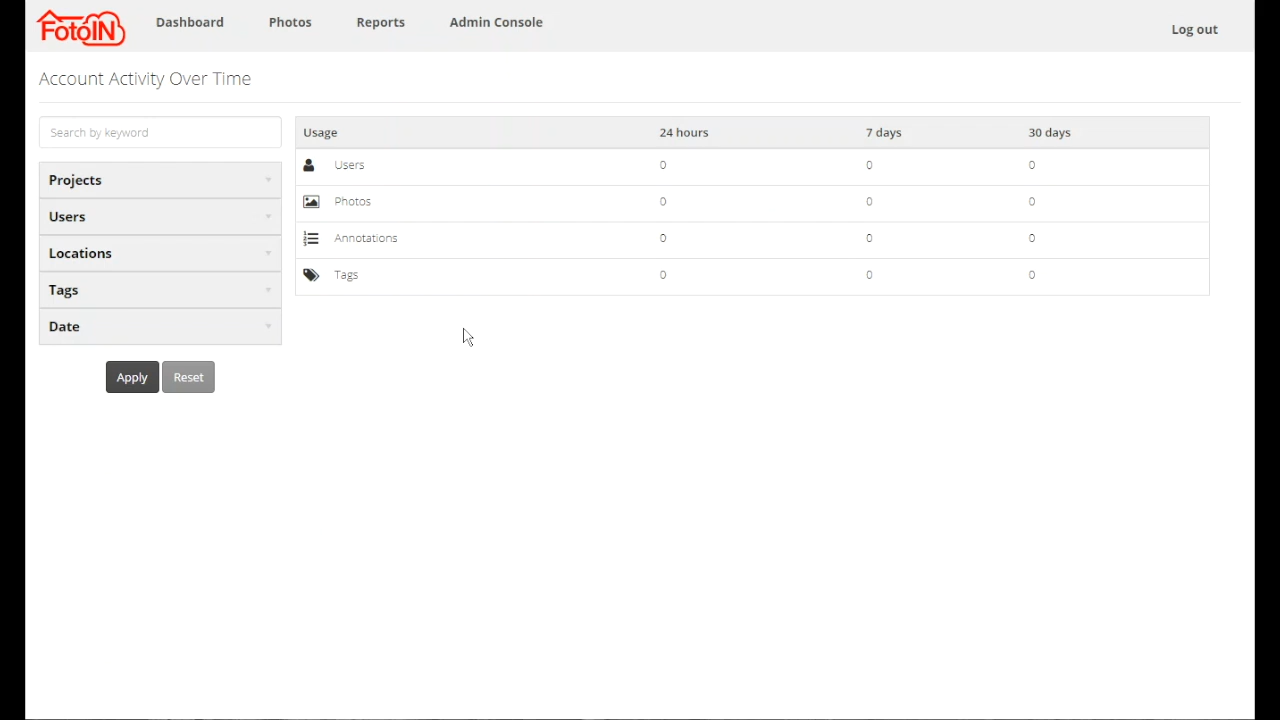 FotoIN Dashboard Photos Reports Admin Console Log out
Account Activity Over Time
Search by keyword
Projects
Users
Locations
Tags
Date
Apply Reset
Usage 24 hours 7 days 30 days
Users 0 0 0
Photos 0 0 0
Annotations 0 0 0
Tags 0 0 0